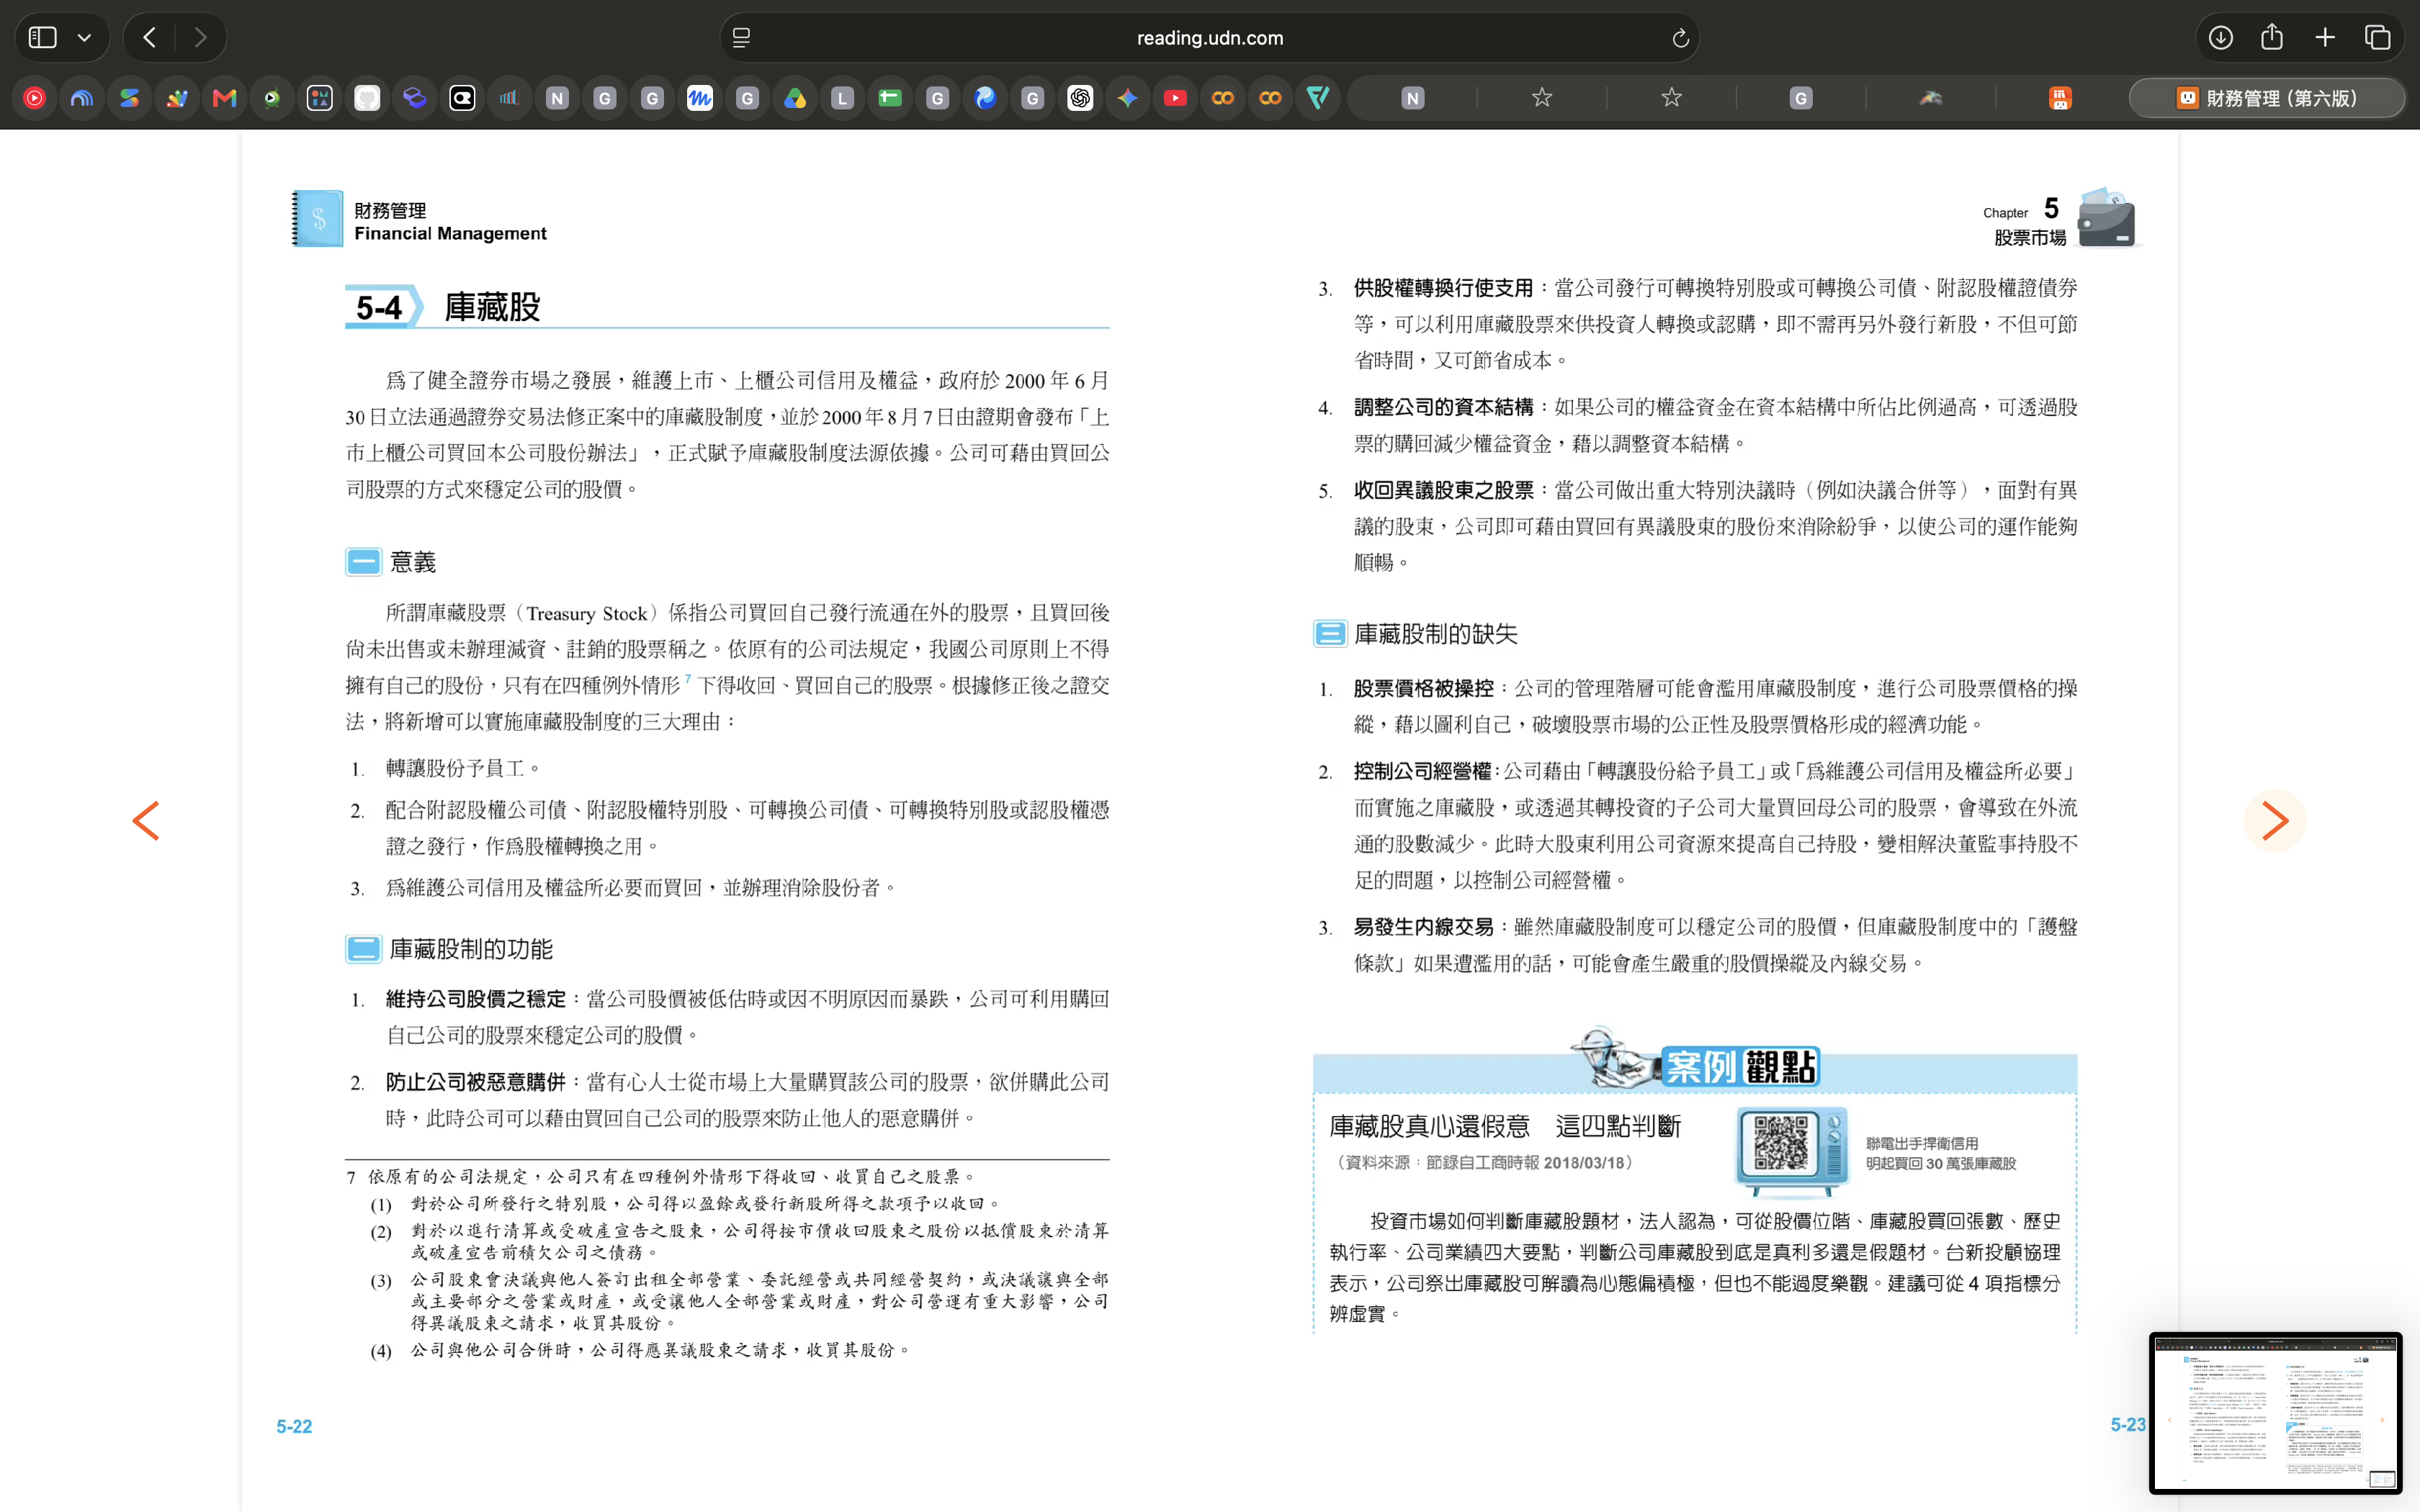 reading.udn.com
財務管理 (第六版)
財務管理
Financial Management
5-4 庫藏股
為了健全證券市場之發展，維護上市、上櫃公司信用及權益，政府於 2000 年 6 月
30 日立法通過證券交易法修正案中的庫藏股制度，並於 2000 年 8 月 7 日由證期會發布「上
市上櫃公司買回本公司股份辦法」，正式賦予庫藏股制度法源依據。公司可藉由買回公
司股票的方式來穩定公司的股價。
一 意義
所謂庫藏股票（Treasury Stock）係指公司買回自己發行流通在外的股票，且買回後
尚未出售或未辦理減資、註銷的股票稱之。依原有的公司法規定，我國公司原則上不得
擁有自己的股份，只有在四種例外情形 7 下得收回、買回自己的股票。根據修正後之證交
法，將新增可以實施庫藏股制度的三大理由：
1. 轉讓股份予員工。
2. 配合附認股權公司債、附認股權特別股、可轉換公司債、可轉換特別股或認股權憑
證之發行，作為股權轉換之用。
3. 為維護公司信用及權益所必要而買回，並辦理消除股份者。
二 庫藏股制的功能
1. 維持公司股價之穩定：當公司股價被低估時或因不明原因而暴跌，公司可利用購回
自己公司的股票來穩定公司的股價。
2. 防止公司被惡意購併：當有心人士從市場上大量購買該公司的股票，欲併購此公司
時，此時公司可以藉由買回自己公司的股票來防止他人的惡意購併。
7 依原有的公司法規定，公司只有在四種例外情形下得收回、收買自己之股票。
(1) 對於公司所發行之特別股，公司得以盈餘或發行新股所得之款項予以收回。
(2) 對於以進行清算或受破產宣告之股東，公司得按市價收回股東之股份以抵償股東於清算
或破產宣告前積欠公司之債務。
(3) 公司股東會決議與他人簽訂出租全部營業、委託經營或共同經營契約，或決議讓與全部
或主要部分之營業或財產，或受讓他人全部營業或財產，對公司營運有重大影響，公司
得異議股東之請求，收買其股份。
(4) 公司與他公司合併時，公司得應異議股東之請求，收買其股份。
5-22
Chapter 5
股票市場
3. 供股權轉換行使支用：當公司發行可轉換特別股或可轉換公司債、附認股權證債券
等，可以利用庫藏股票來供投資人轉換或認購，即不需再另外發行新股，不但可節
省時間，又可節省成本。
4. 調整公司的資本結構：如果公司的權益資金在資本結構中所佔比例過高，可透過股
票的購回減少權益資金，藉以調整資本結構。
5. 收回異議股東之股票：當公司做出重大特別決議時（例如決議合併等），面對有異
議的股東，公司即可藉由買回有異議股東的股份來消除紛爭，以使公司的運作能夠
順暢。
三 庫藏股制的缺失
1. 股票價格被操控：公司的管理階層可能會濫用庫藏股制度，進行公司股票價格的操
縱，藉以圖利自己，破壞股票市場的公正性及股票價格形成的經濟功能。
2. 控制公司經營權：公司藉由「轉讓股份給予員工」或「為維護公司信用及權益所必要」
而實施之庫藏股，或透過其轉投資的子公司大量買回母公司的股票，會導致在外流
通的股數減少。此時大股東利用公司資源來提高自己持股，變相解決董監事持股不
足的問題，以控制公司經營權。
3. 易發生內線交易：雖然庫藏股制度可以穩定公司的股價，但庫藏股制度中的「護盤
條款」如果遭濫用的話，可能會產生嚴重的股價操縱及內線交易。
案例觀點
庫藏股真心還假意 這四點判斷
（資料來源：節錄自工商時報 2018/03/18）
聯電出手捍衛信用
明起買回 30 萬張庫藏股
投資市場如何判斷庫藏股題材，法人認為，可從股價位階、庫藏股買回張數、歷史
執行率、公司業績四大要點，判斷公司庫藏股到底是真利多還是假題材。台新投顧協理
表示，公司祭出庫藏股可解讀為心態偏積極，但也不能過度樂觀。建議可從 4 項指標分
辨虛實。
5-23